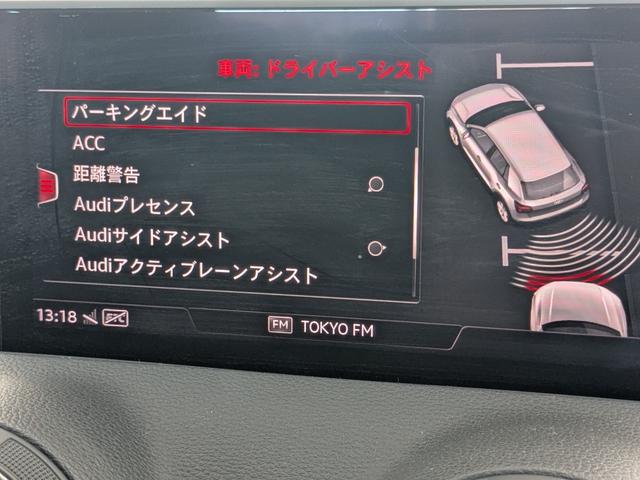 車両: ドライバーアシスト
パーキングエイド
ACC
距離警告
Audiプレセンス
Audiサイドアシスト
Audiアクティブレーンアシスト
13:18 ETC FM TOKYO FM